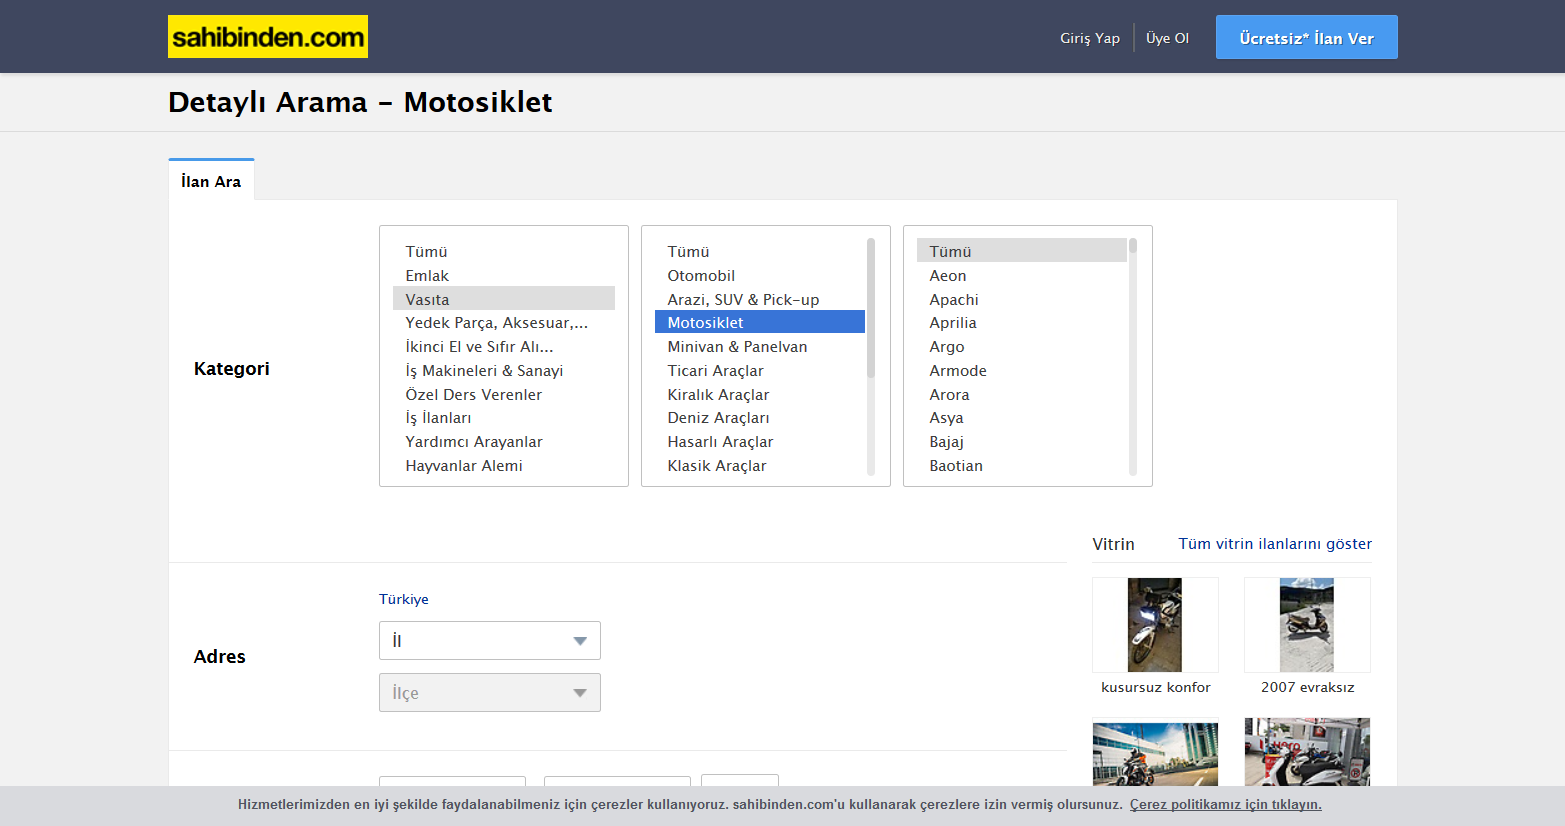 sahibinden.com
Giriş Yap
Üye Ol
Ücretsiz* İlan Ver
Detaylı Arama – Motosiklet
İlan Ara
Kategori
Tümü
Emlak
Vasıta
Yedek Parça, Aksesuar,...
İkinci El ve Sıfır Alı...
İş Makineleri & Sanayi
Özel Ders Verenler
İş İlanları
Yardımcı Arayanlar
Hayvanlar Alemi
Tümü
Otomobil
Arazi, SUV & Pick–up
Motosiklet
Minivan & Panelvan
Ticari Araçlar
Kiralık Araçlar
Deniz Araçları
Hasarlı Araçlar
Klasik Araçlar
Tümü
Aeon
Apachi
Aprilia
Argo
Armode
Arora
Asya
Bajaj
Baotian
Vitrin
Tüm vitrin ilanlarını göster
kusursuz konfor
2007 evraksız
Hero
Adres
Türkiye
İl
İlçe
Hizmetlerimizden en iyi şekilde faydalanabilmeniz için çerezler kullanıyoruz. sahibinden.com'u kullanarak çerezlere izin vermiş olursunuz. Çerez politikamız için tıklayın.